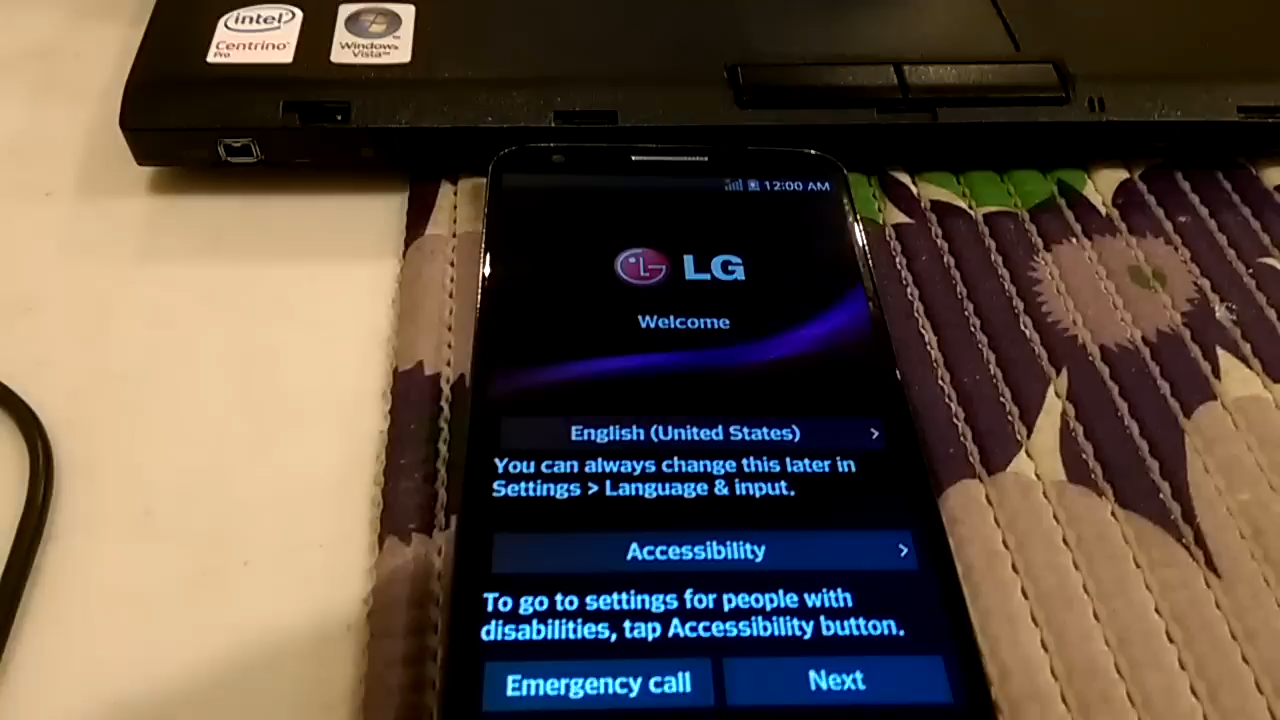 intel
Centrino
Pro
Windows
Vista
12:00 AM
LG
Welcome
English (United States)
You can always change this later in
Settings > Language & input.
Accessibility
To go to settings for people with
disabilities, tap Accessibility button.
Emergency call
Next